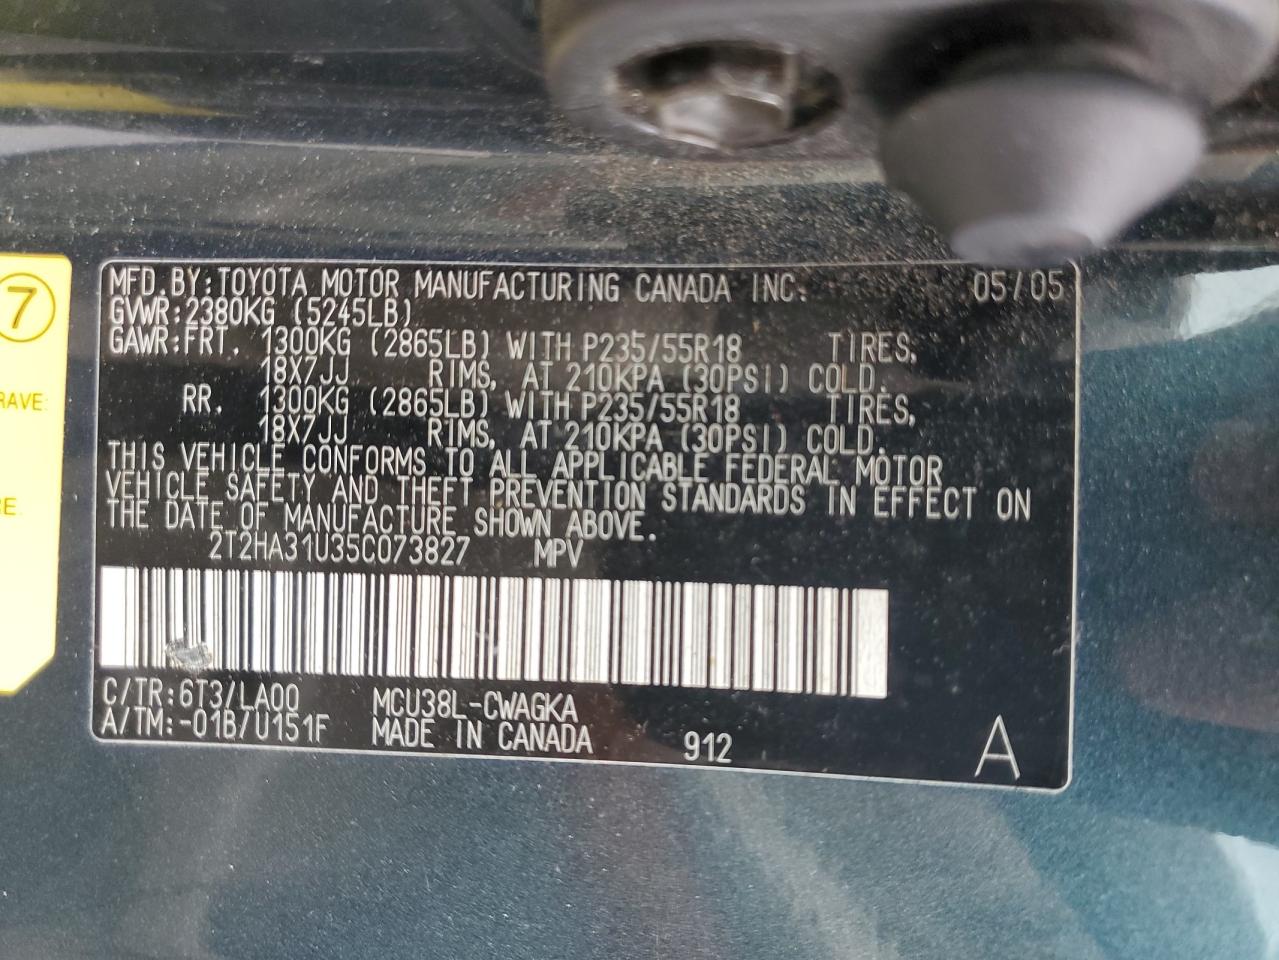 7
RAVE:
CE.
MFD.BY:TOYOTA MOTOR MANUFACTURING CANADA INC. 05/05
GVWR:2380KG (5245LB)
GAWR:FRT. 1300KG (2865LB) WITH P235/55R18 TIRES,
18X7JJ RIMS, AT 210KPA (30PSI) COLD.
RR. 1300KG (2865LB) WITH P235/55R18 TIRES,
18X7JJ RIMS, AT 210KPA (30PSI) COLD.
THIS VEHICLE CONFORMS TO ALL APPLICABLE FEDERAL MOTOR
VEHICLE SAFETY AND THEFT PREVENTION STANDARDS IN EFFECT ON
THE DATE OF MANUFACTURE SHOWN ABOVE.
2T2HA31U35C073827 MPV
C/TR:6T3/LA00 MCU38L-CWAGKA
A/TM:-01B/U151F MADE IN CANADA 912 A